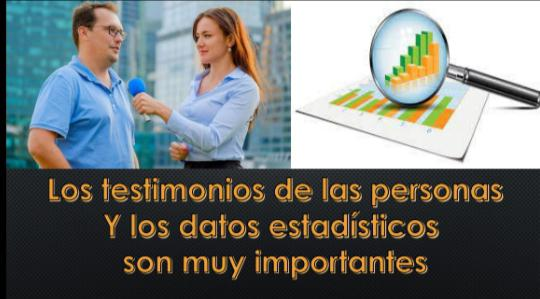 Los testimonios de las personas
Y los datos estadísticos
son muy importantes